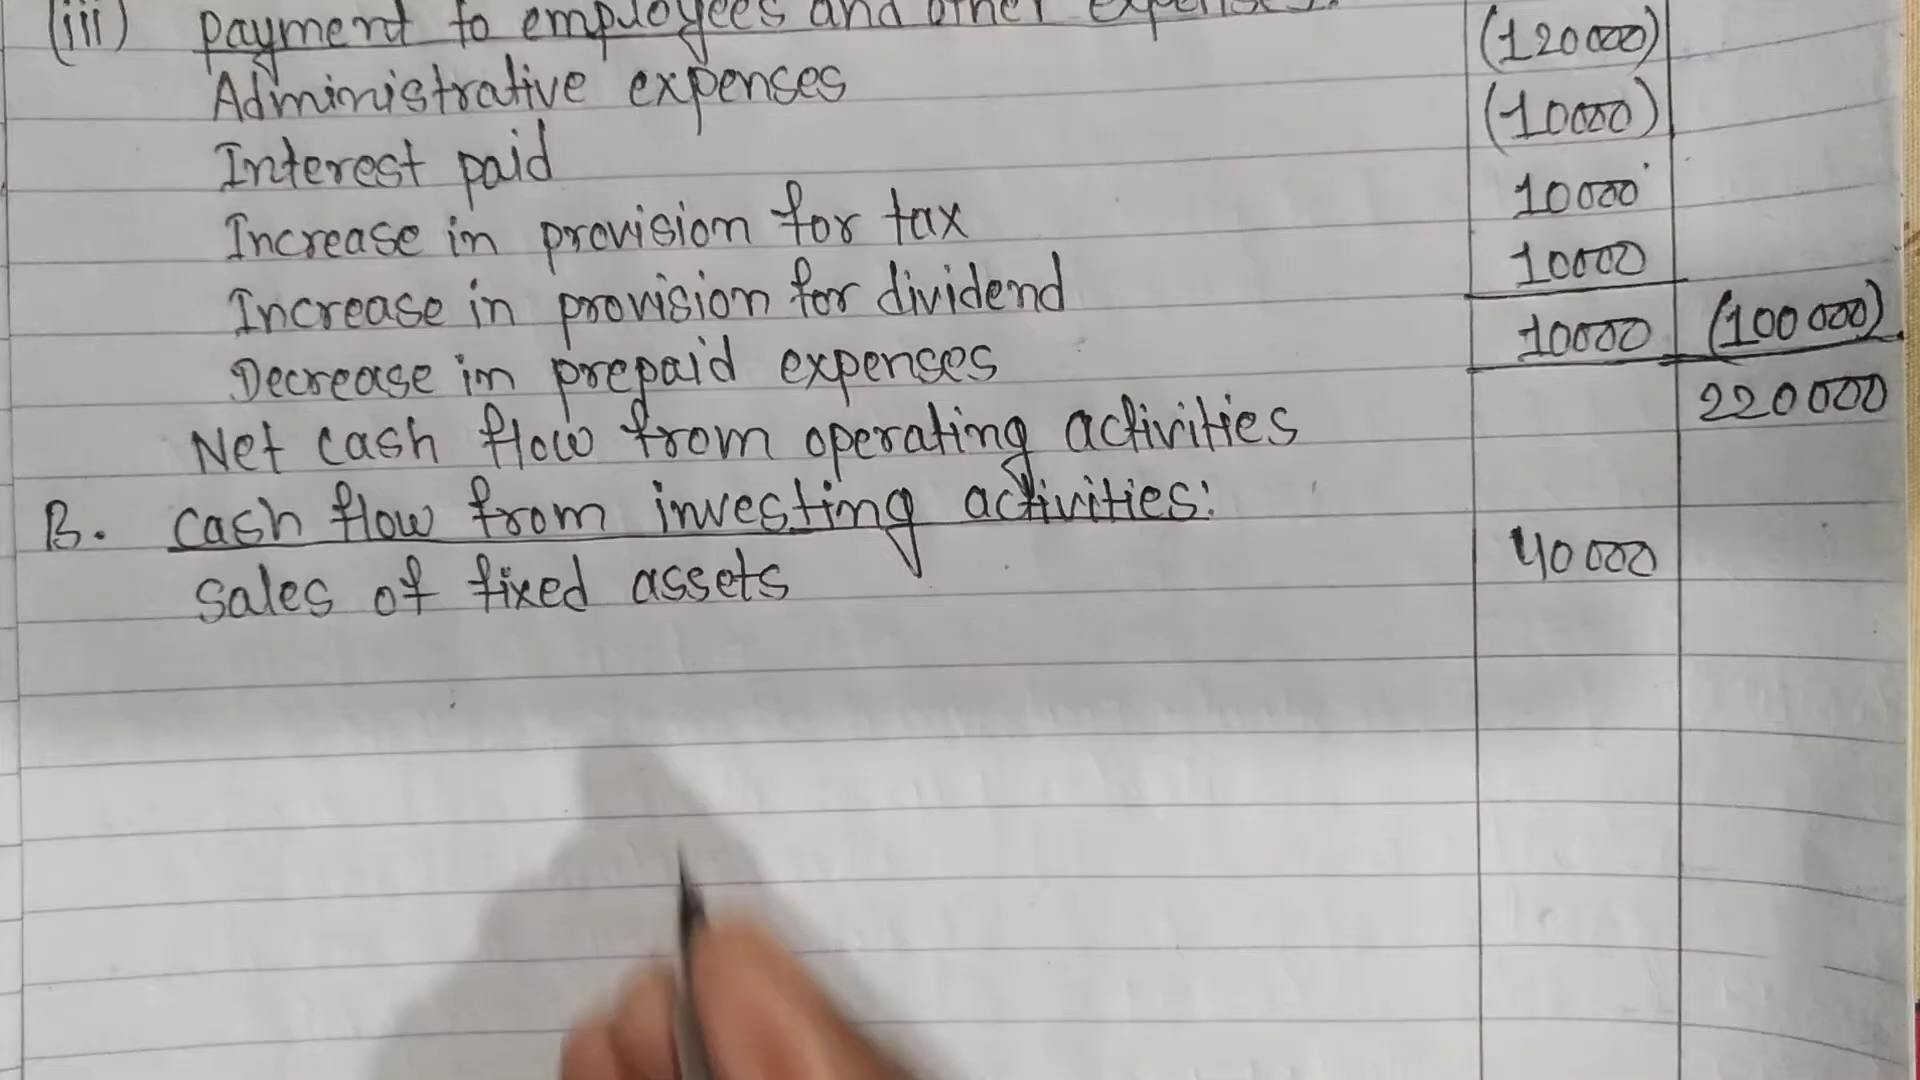 (iii) payment to employees and other expenses:
Administrative expenses (120000)
Interest paid (10000)
Increase in provision for tax 10000
Increase in provision for dividend 10000
Decrease in prepaid expenses 10000 (100000)
Net cash flow from operating activities 220000
B. cash flow from investing activities:
sales of fixed assets 40000